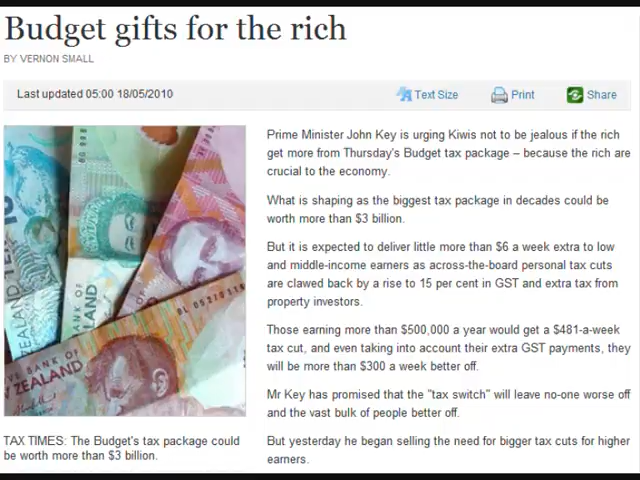 Budget gifts for the rich
BY VERNON SMALL
Last updated 05:00 18/05/2010
Text Size
Print
Share
Prime Minister John Key is urging Kiwis not to be jealous if the rich
get more from Thursday's Budget tax package – because the rich are
crucial to the economy.
What is shaping as the biggest tax package in decades could be
worth more than $3 billion.
But it is expected to deliver little more than $6 a week extra to low
and middle-income earners as across-the-board personal tax cuts
are clawed back by a rise to 15 per cent in GST and extra tax from
property investors.
Those earning more than $500,000 a year would get a $481-a-week
tax cut, and even taking into account their extra GST payments, they
will be more than $300 a week better off.
Mr Key has promised that the "tax switch" will leave no-one worse off
and the vast bulk of people better off.
But yesterday he began selling the need for bigger tax cuts for higher
earners.
TAX TIMES: The Budget's tax package could
be worth more than $3 billion.